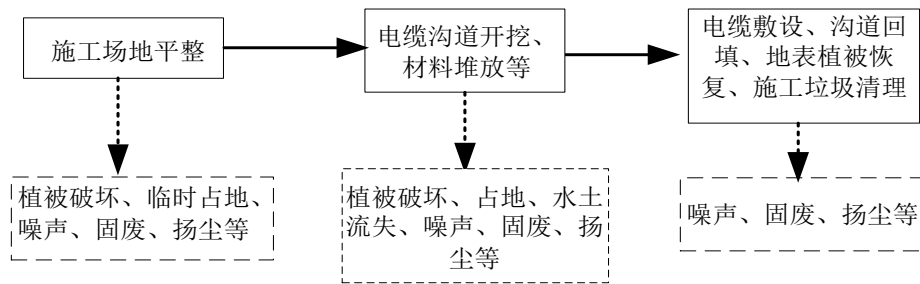 施工场地平整
电缆沟道开挖、
材料堆放等
电缆敷设、沟道回
填、地表植被恢
复、施工垃圾清理
植被破坏、临时占地、
噪声、固废、扬尘等
植被破坏、占地、水土
流失、噪声、固废、扬
尘等
噪声、固废、扬尘等